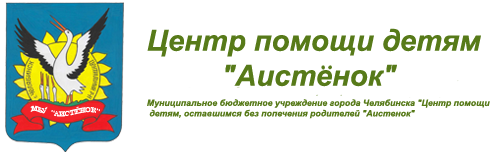 Центр помощи детям
"Аистёнок"
Муниципальное бюджетное учреждение города Челябинска "Центр помощи
детям, оставшимся без попечения родителей "Аистенок"
МБУ "АИСТЁНОК"